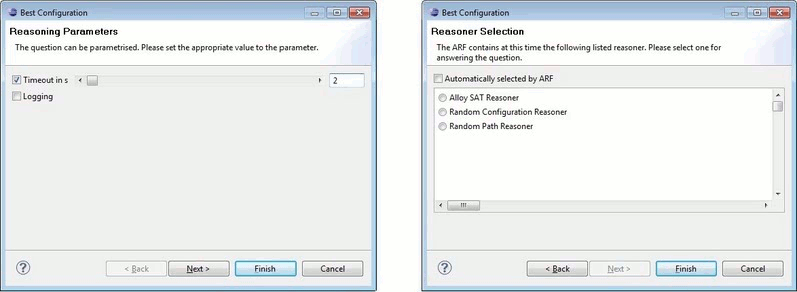 Best Configuration
Reasoning Parameters
The question can be parametrised. Please set the appropriate value to the parameter.
Timeout in s
2
Logging
< Back
Next >
Finish
Cancel
Best Configuration
Reasoner Selection
The ARF contains at this time the following listed reasoner. Please select one for
answering the question.
Automatically selected by ARF
Alloy SAT Reasoner
Random Configuration Reasoner
Random Path Reasoner
< Back
Next >
Finish
Cancel